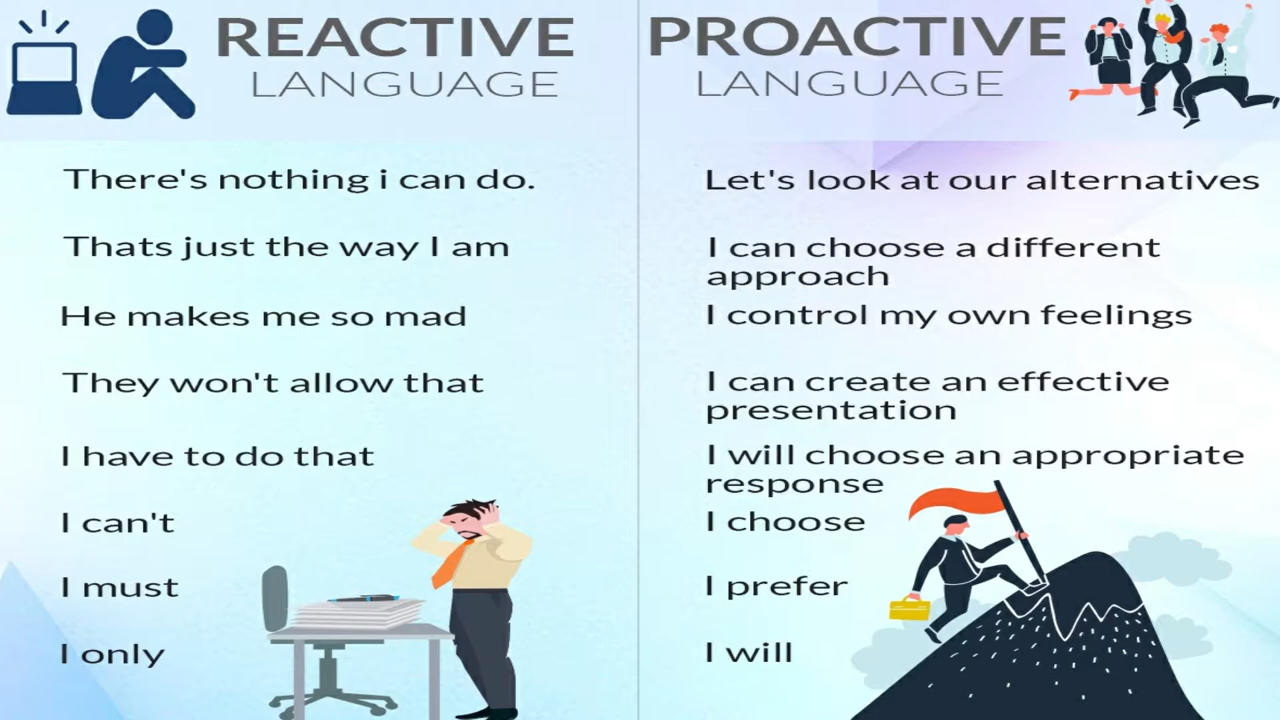 REACTIVE
LANGUAGE
There's nothing i can do.
Thats just the way I am
He makes me so mad
They won't allow that
I have to do that
I can't
I must
I only
PROACTIVE
LANGUAGE
Let's look at our alternatives
I can choose a different
approach
I control my own feelings
I can create an effective
presentation
I will choose an appropriate
response
I choose
I prefer
I will